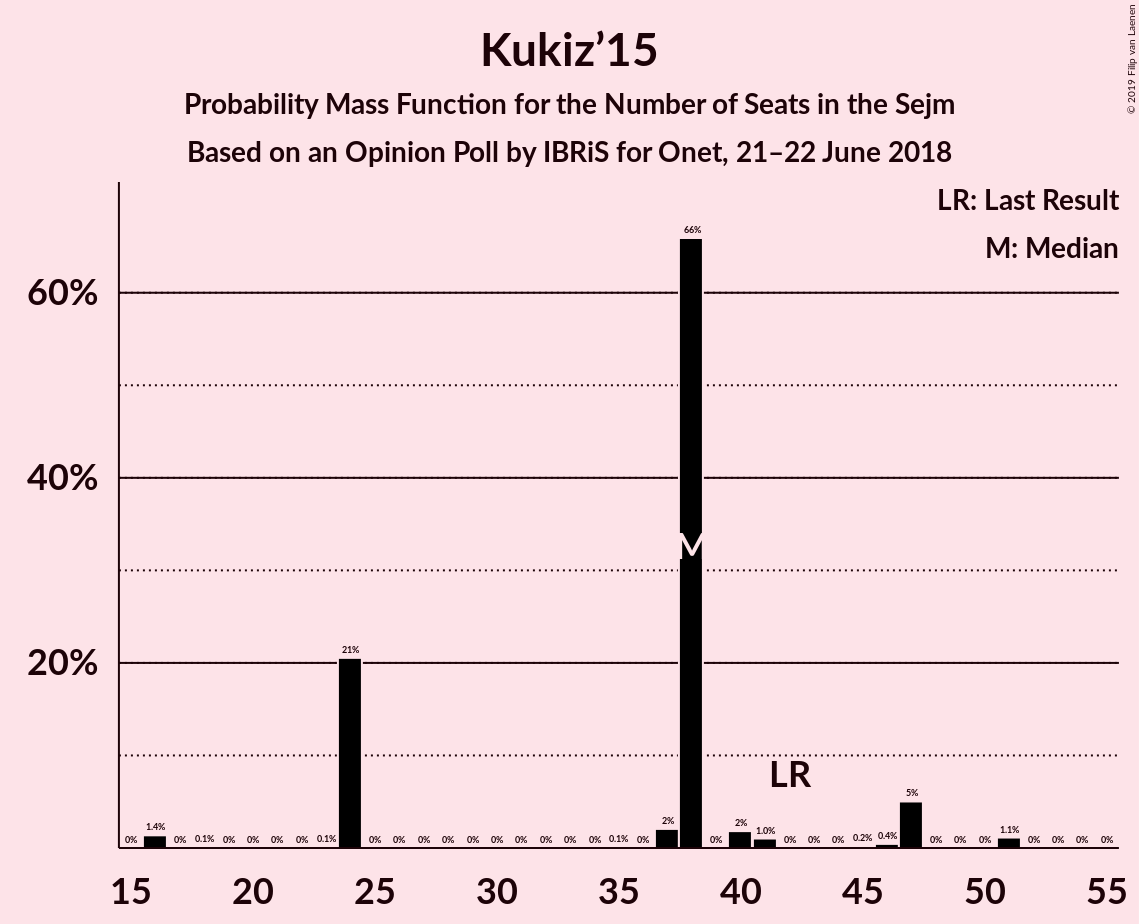 Kukiz’15
Probability Mass Function for the Number of Seats in the Sejm
Based on an Opinion Poll by IBRiS for Onet, 21–22 June 2018
© 2019 Filip van Laenen
LR: Last Result
M: Median
60%
40%
20%
0% 1.4% 0% 0.1% 0% 0% 0% 0% 0.1% 21% 0% 0% 0% 0% 0% 0% 0% 0% 0% 0% 0.1% 0% 2% 66% 0% 2% 1.0% 0% 0% 0% 0.2% 0.4% 5% 0% 0% 0% 1.1% 0% 0% 0% 0%
M
LR
15 20 25 30 35 40 45 50 55